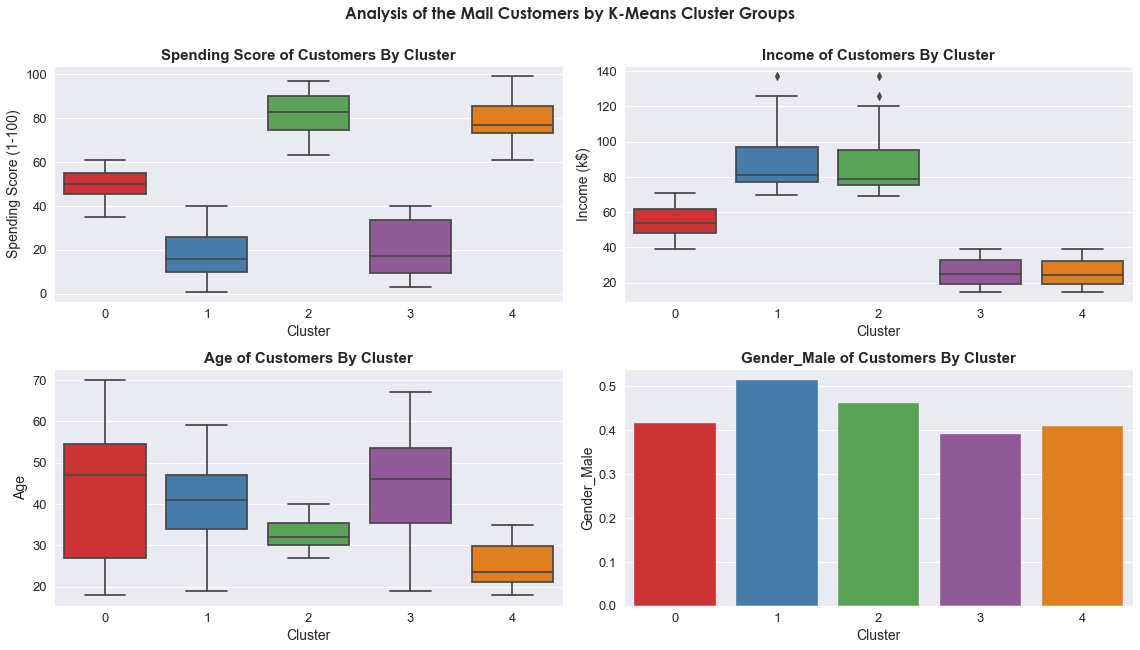 Analysis of the Mall Customers by K-Means Cluster Groups
Spending Score of Customers By Cluster
Spending Score (1-100)
100
80
60
40
20
0
0 1 2 3 4
Cluster
Income of Customers By Cluster
Income (k$)
140
120
100
80
60
40
20
0 1 2 3 4
Cluster
Age of Customers By Cluster
Age
70
60
50
40
30
20
0 1 2 3 4
Cluster
Gender_Male of Customers By Cluster
Gender_Male
0.5
0.4
0.3
0.2
0.1
0.0
0 1 2 3 4
Cluster